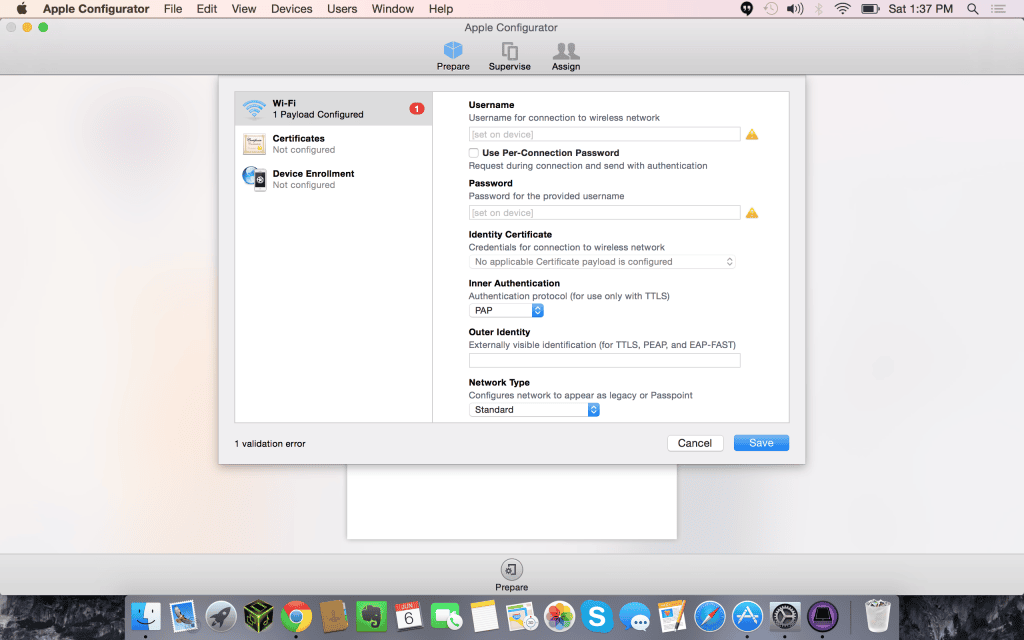 Apple Configurator File Edit View Devices Users Window Help Sat 1:37 PM
Apple Configurator
Prepare Supervise Assign
Wi-Fi
1 Payload Configured
1
Certificates
Not configured
Device Enrollment
Not configured
Username
Username for connection to wireless network
[set on device]
Use Per-Connection Password
Request during connection and send with authentication
Password
Password for the provided username
[set on device]
Identity Certificate
Credentials for connection to wireless network
No applicable Certificate payload is configured
Inner Authentication
Authentication protocol (for use only with TTLS)
PAP
Outer Identity
Externally visible identification (for TTLS, PEAP, and EAP-FAST)
Network Type
Configures network to appear as legacy or Passpoint
Standard
1 validation error
Cancel Save
Prepare
JUN
6